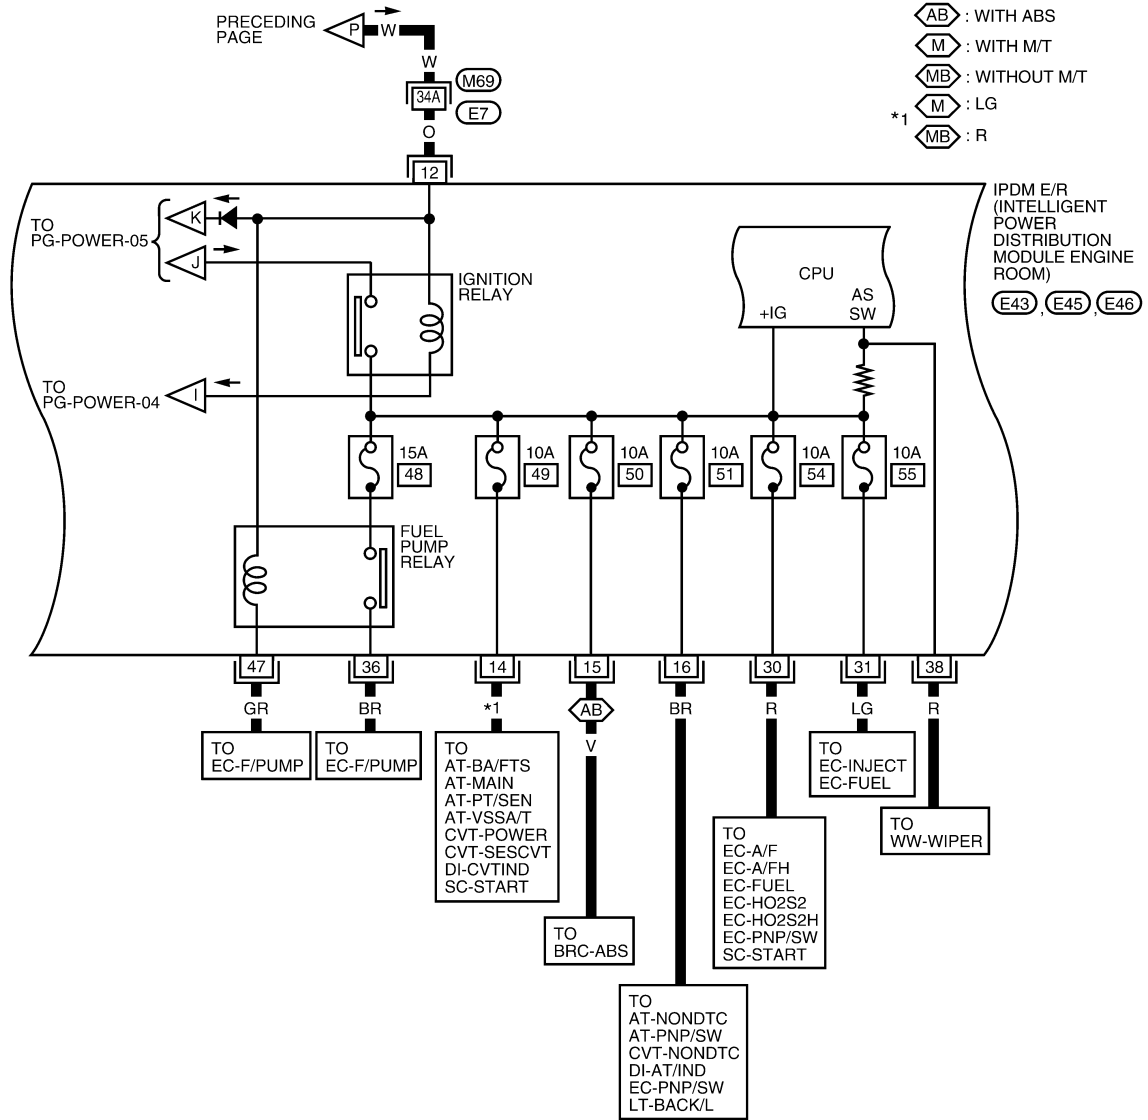 PRECEDING
PAGE
P
W
W
34A
M69
E7
O
12
AB : WITH ABS
M : WITH M/T
MB : WITHOUT M/T
*1
M : LG
MB : R
IPDM E/R
(INTELLIGENT
POWER
DISTRIBUTION
MODULE ENGINE
ROOM)
E43 , E45 , E46
TO
PG-POWER-05
K
J
IGNITION
RELAY
CPU
+IG
AS
SW
TO
PG-POWER-04
I
15A
48
10A
49
10A
50
10A
51
10A
54
10A
55
FUEL
PUMP
RELAY
47
36
14
15
16
30
31
38
GR
BR
*1
AB
V
BR
R
LG
R
TO
EC-F/PUMP
TO
EC-F/PUMP
TO
AT-BA/FTS
AT-MAIN
AT-PT/SEN
AT-VSSA/T
CVT-POWER
CVT-SESCVT
DI-CVTIND
SC-START
TO
BRC-ABS
TO
AT-NONDTC
AT-PNP/SW
CVT-NONDTC
DI-AT/IND
EC-PNP/SW
LT-BACK/L
TO
EC-A/F
EC-A/FH
EC-FUEL
EC-HO2S2
EC-HO2S2H
EC-PNP/SW
SC-START
TO
EC-INJECT
EC-FUEL
TO
WW-WIPER